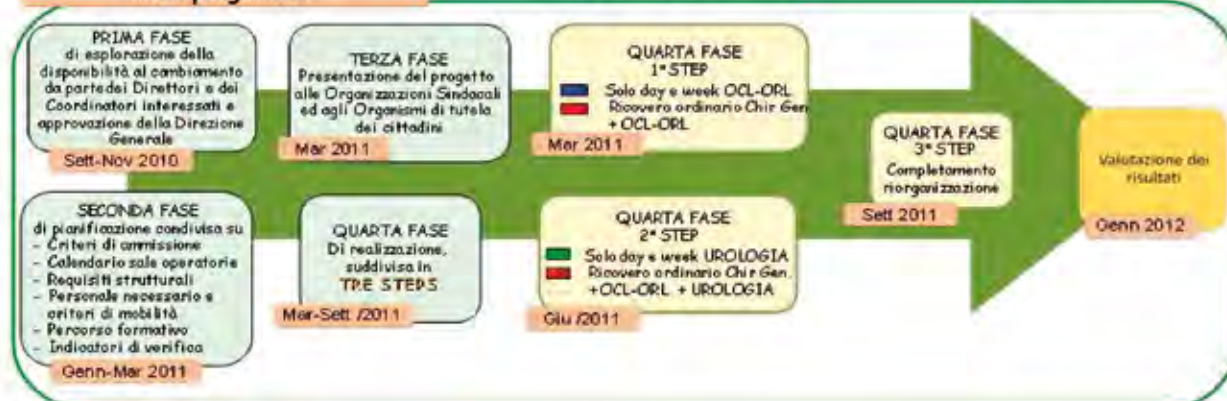 PRIMA FASE
di esplorazione della
disponibilità al cambiamento
da parte dei Direttori e dei
Coordinatori interessati e
approvazione della Direzione
Generale
Sett-Nov 2010
SECONDA FASE
di pianificazione condivisa su
- Criteri di ammissione
- Calendario sale operatorie
- Requisiti strutturali
- Personale necessario e
criteri di mobilità
- Percorso formativo
- Indicatori di verifica
Genn-Mar 2011
TERZA FASE
Presentazione del progetto
alle Organizzazioni Sindacali
ed agli Organismi di tutela
dei cittadini
Mar 2011
QUARTA FASE
Di realizzazione,
suddivisa in
TRE STEPS
Mar-Sett /2011
QUARTA FASE
1° STEP
Solo day e week OCL-ORL
Ricovero ordinario Chir Gen
+ OCL-ORL
Mar 2011
QUARTA FASE
2° STEP
Solo day e week UROLOGIA
Ricovero ordinario Chir Gen.
+OCL-ORL + UROLOGIA
Giu /2011
QUARTA FASE
3° STEP
Completamento
riorganizzazione
Sett 2011
Valutazione dei
risultati
Genn 2012